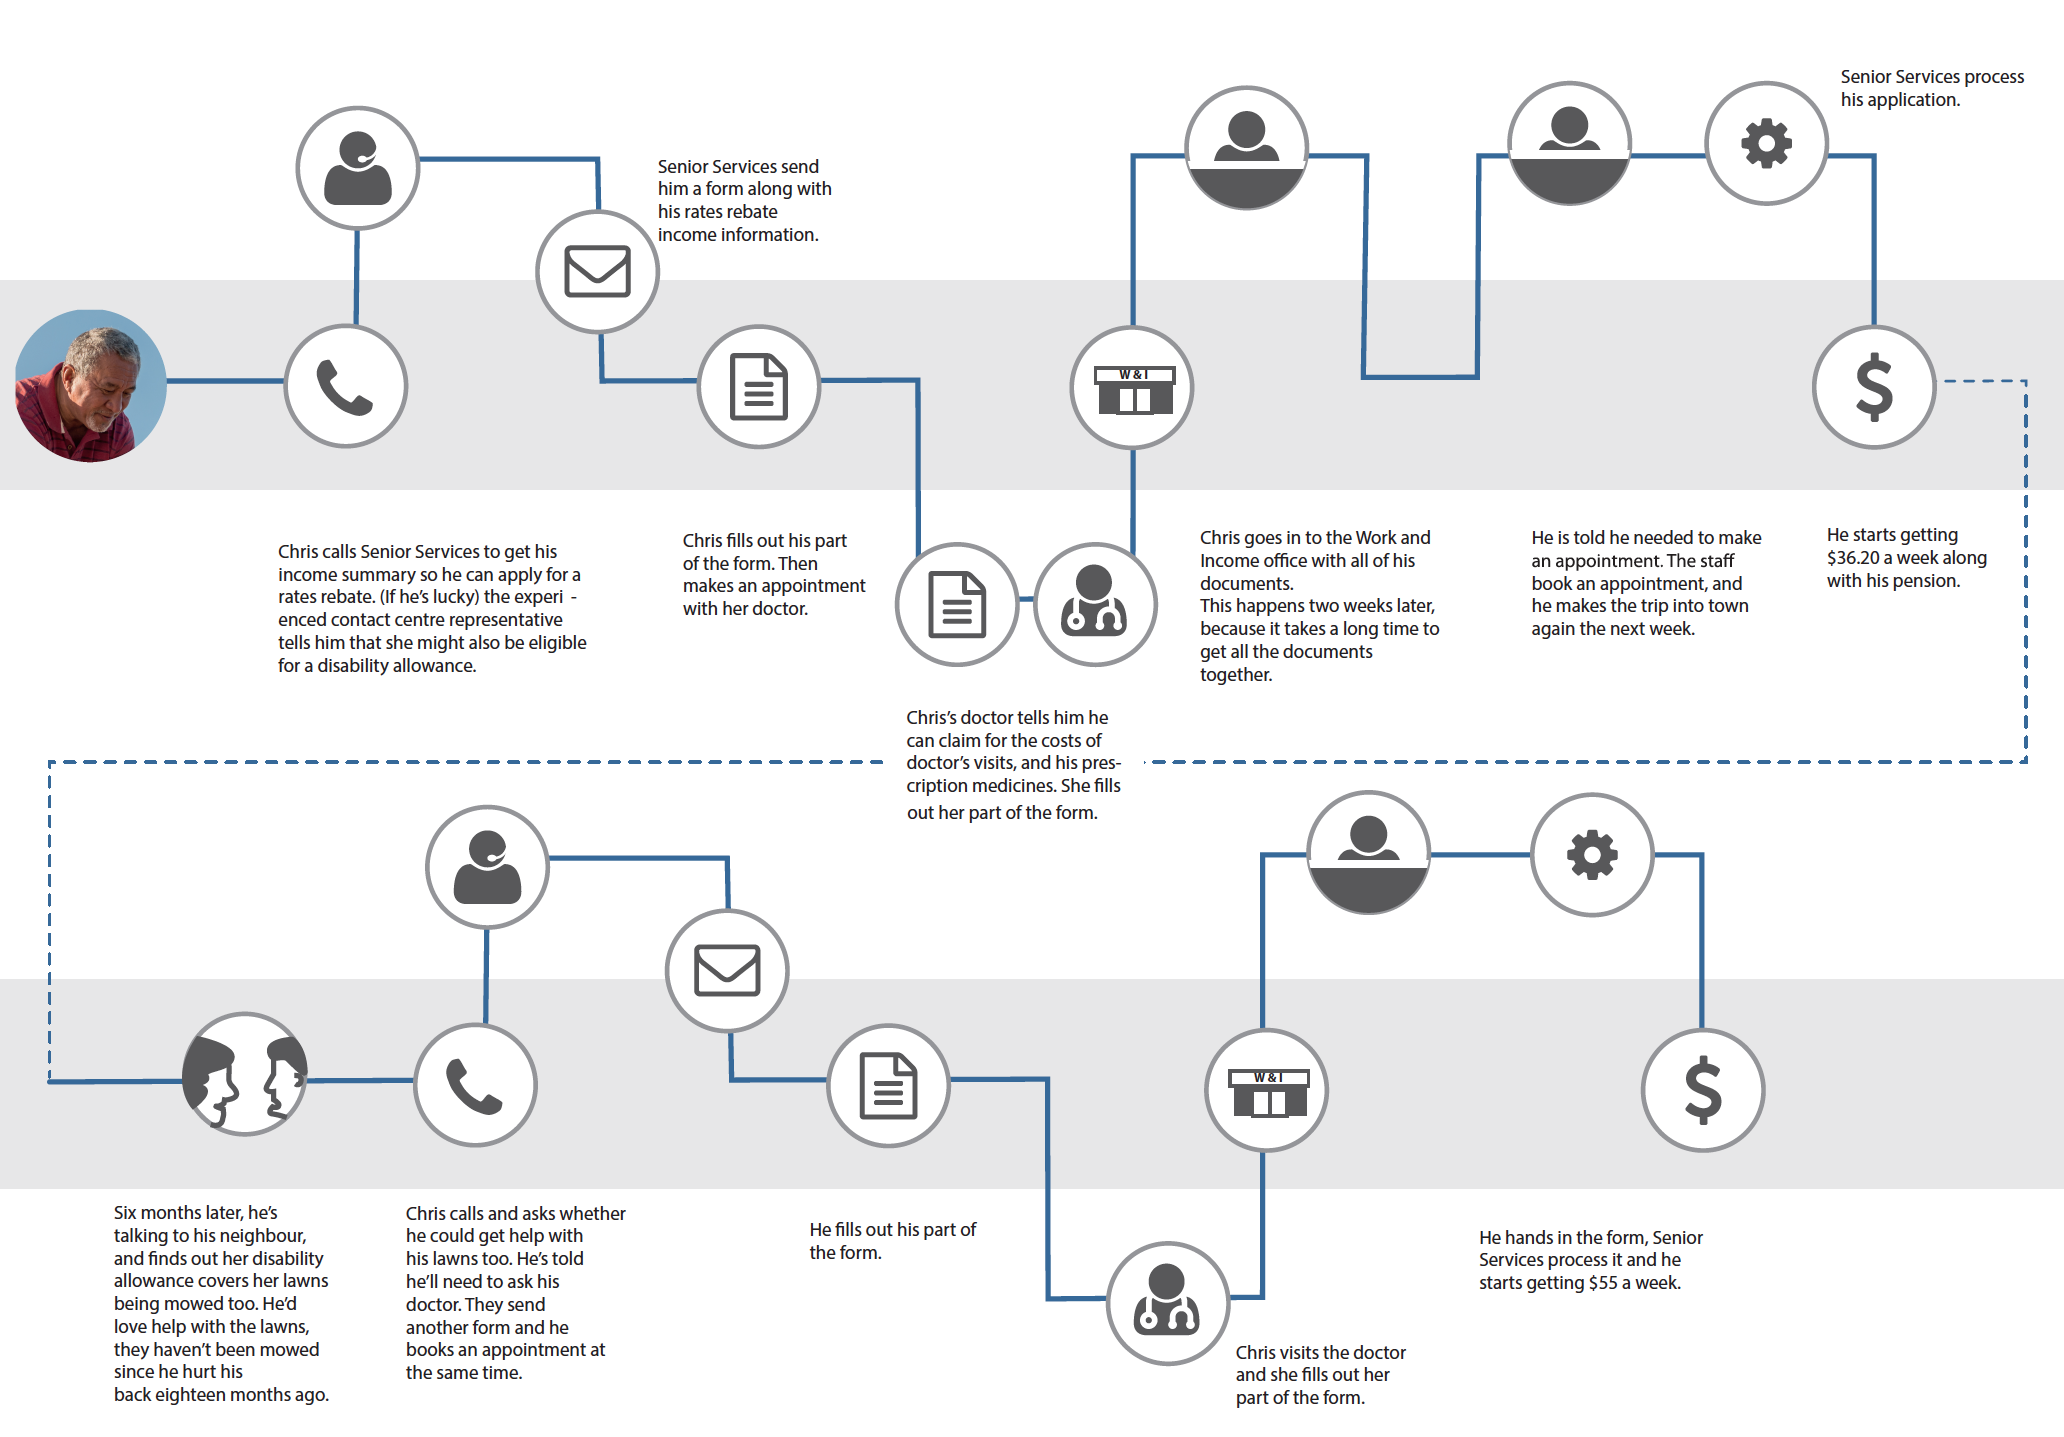 Senior Services process
his application.
Senior Services send
him a form along with
his rates rebate
income information.
W & I
Chris calls Senior Services to get his
income summary so he can apply for a
rates rebate. (If he's lucky) the experi -
enced contact centre representative
tells him that she might also be eligible
for a disability allowance.
Chris fills out his part
of the form. Then
makes an appointment
with her doctor.
Chris's doctor tells him he
can claim for the costs of
doctor's visits, and his pres-
cription medicines. She fills
out her part of the form.
Chris goes in to the Work and
Income office with all of his
documents.
This happens two weeks later,
because it takes a long time to
get all the documents
together.
He is told he needed to make
an appointment. The staff
book an appointment, and
he makes the trip into town
again the next week.
He starts getting
$36.20 a week along
with his pension.
W & I
Six months later, he's
talking to his neighbour,
and finds out her disability
allowance covers her lawns
being mowed too. He'd
love help with the lawns,
they haven't been mowed
since he hurt his
back eighteen months ago.
Chris calls and asks whether
he could get help with
his lawns too. He's told
he'll need to ask his
doctor. They send
another form and he
books an appointment at
the same time.
He fills out his part of
the form.
Chris visits the doctor
and she fills out her
part of the form.
He hands in the form, Senior
Services process it and he
starts getting $55 a week.